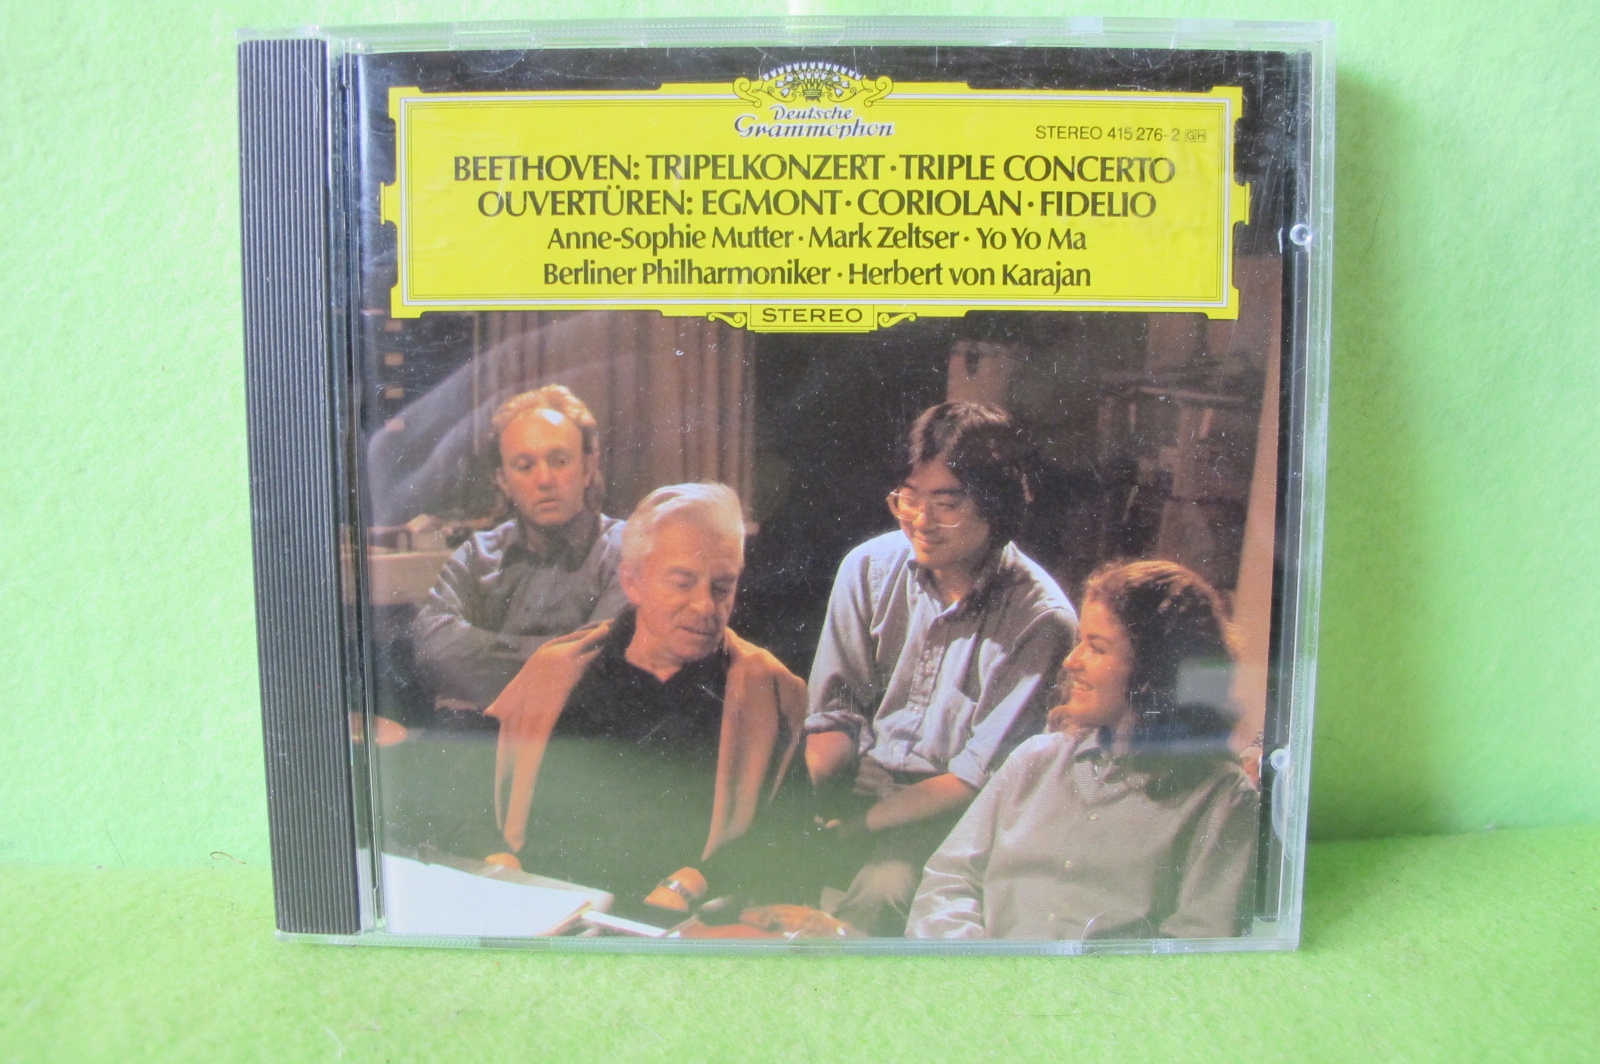 Deutsche
Grammophon
STEREO 415 276-2 GH
BEETHOVEN: TRIPELKONZERT · TRIPLE CONCERTO
OUVERTÜREN: EGMONT · CORIOLAN · FIDELIO
Anne-Sophie Mutter · Mark Zeltser · Yo Yo Ma
Berliner Philharmoniker · Herbert von Karajan
STEREO